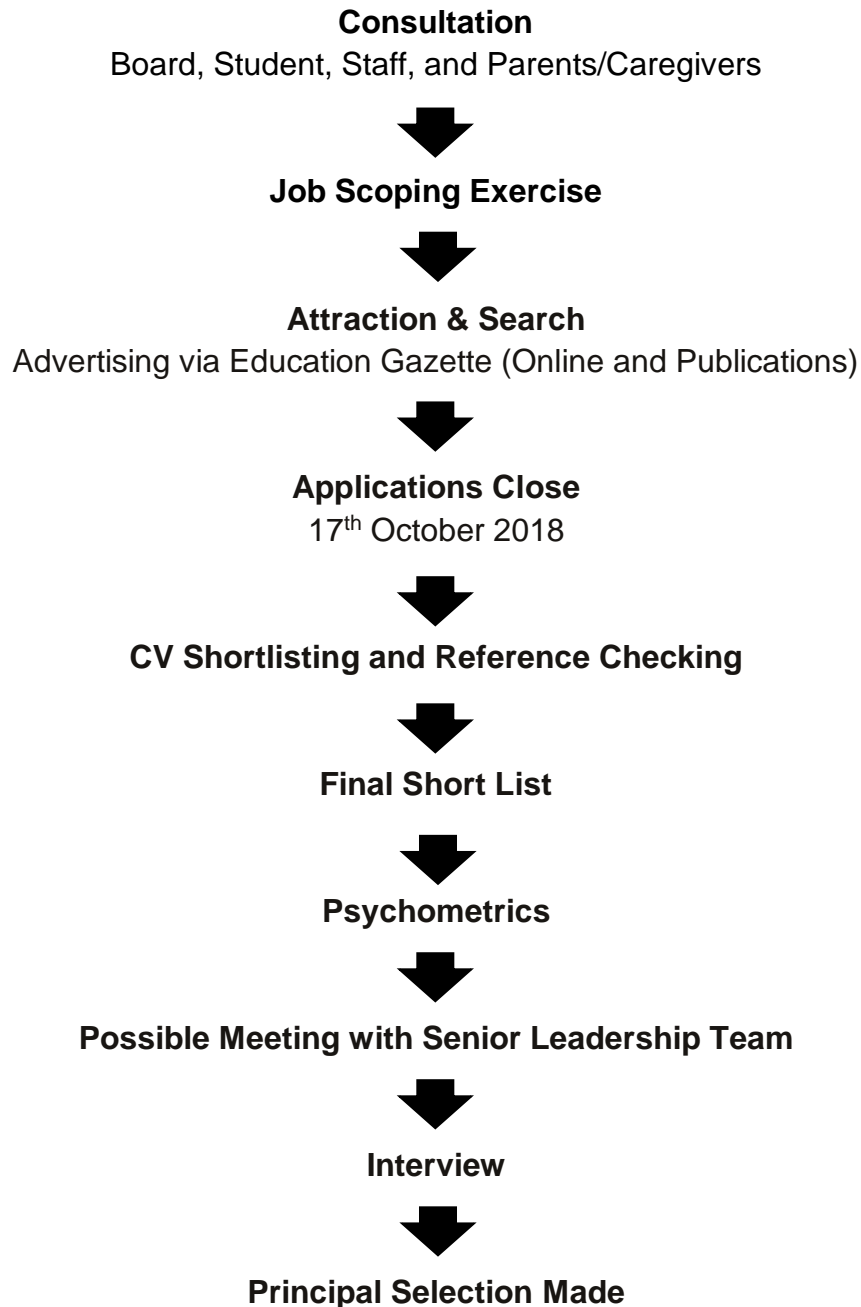 Consultation
Board, Student, Staff, and Parents/Caregivers
Job Scoping Exercise
Attraction & Search
Advertising via Education Gazette (Online and Publications)
Applications Close
17th October 2018
CV Shortlisting and Reference Checking
Final Short List
Psychometrics
Possible Meeting with Senior Leadership Team
Interview
Principal Selection Made